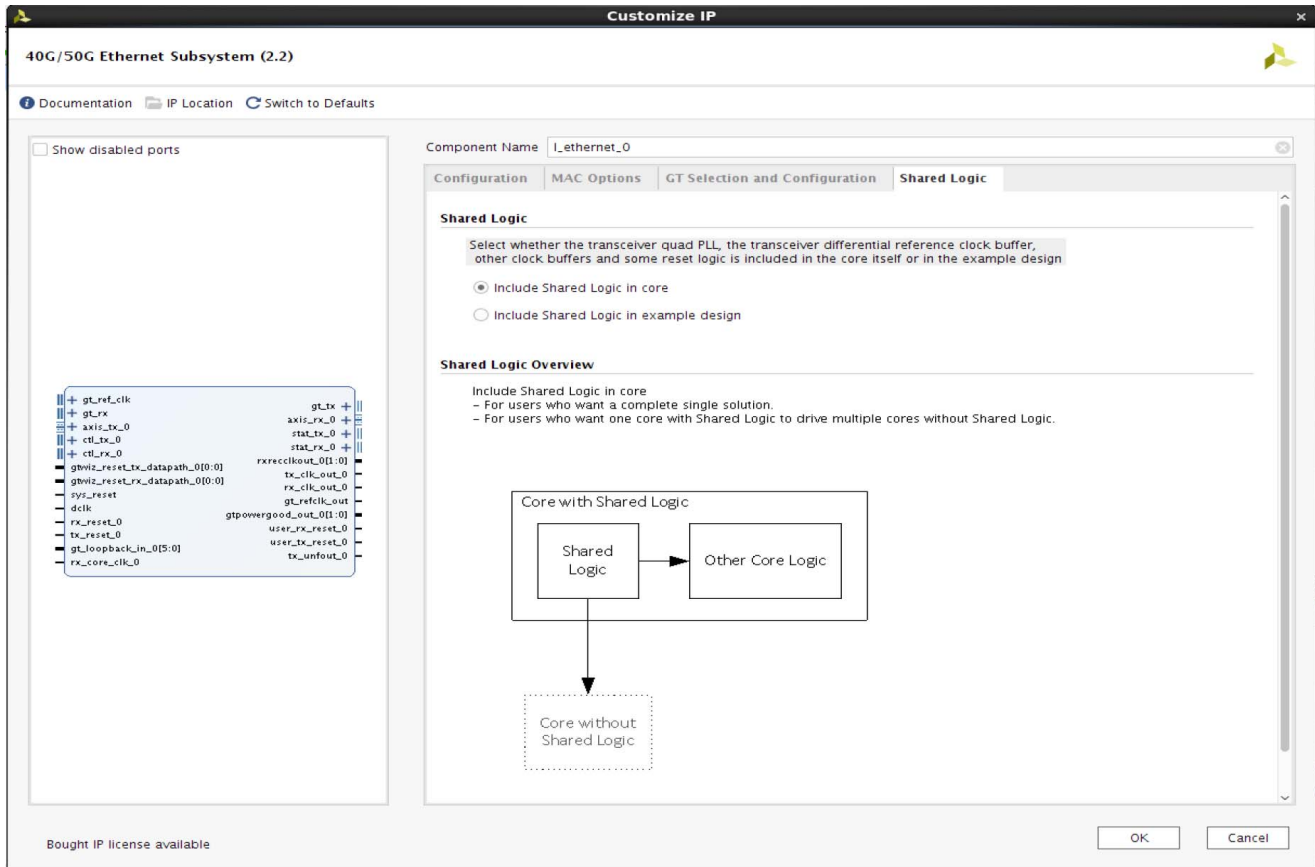 Customize IP
40G/50G Ethernet Subsystem (2.2)
Documentation IP Location Switch to Defaults
Show disabled ports
gt_ref_clk
gt_rx
axis_tx_0
ctl_tx_0
ctl_rx_0
gtwiz_reset_tx_datapath_0[0:0]
gtwiz_reset_rx_datapath_0[0:0]
sys_reset
dclk
rx_reset_0
tx_reset_0
gt_loopback_in_0[5:0]
rx_core_clk_0
gt_tx
axis_rx_0
stat_tx_0
stat_rx_0
rxrecclkout_0[1:0]
tx_clk_out_0
rx_clk_out_0
gt_refclk_out
gtpowergood_out_0[1:0]
user_rx_reset_0
user_tx_reset_0
tx_unfout_0
Component Name l_ethernet_0
Configuration MAC Options GT Selection and Configuration Shared Logic
Shared Logic
Select whether the transceiver quad PLL, the transceiver differential reference clock buffer,
other clock buffers and some reset logic is included in the core itself or in the example design
Include Shared Logic in core
Include Shared Logic in example design
Shared Logic Overview
Include Shared Logic in core
- For users who want a complete single solution.
- For users who want one core with Shared Logic to drive multiple cores without Shared Logic.
Core with Shared Logic
Shared
Logic
Other Core Logic
Core without
Shared Logic
Bought IP license available
OK Cancel